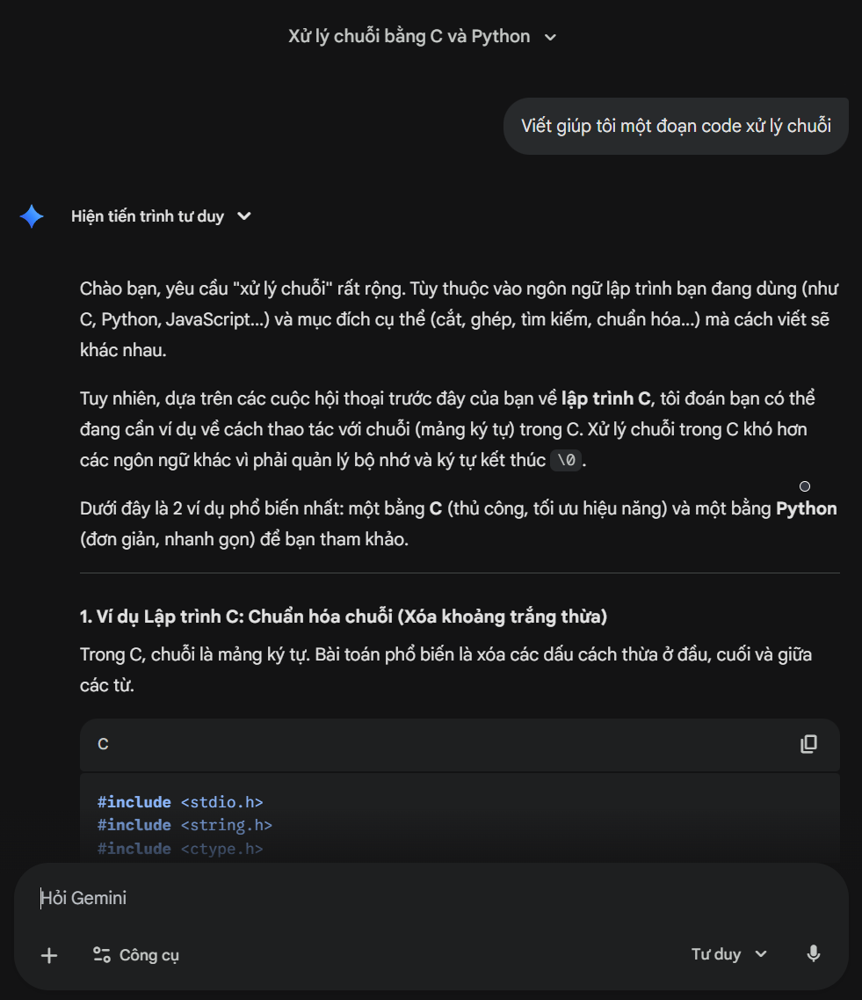 Xử lý chuỗi bằng C và Python
Viết giúp tôi một đoạn code xử lý chuỗi
Hiện tiến trình tư duy
Chào bạn, yêu cầu "xử lý chuỗi" rất rộng. Tùy thuộc vào ngôn ngữ lập trình bạn đang dùng (như
C, Python, JavaScript...) và mục đích cụ thể (cắt, ghép, tìm kiếm, chuẩn hóa...) mà cách viết sẽ
khác nhau.
Tuy nhiên, dựa trên các cuộc hội thoại trước đây của bạn về lập trình C, tôi đoán bạn có thể
đang cần ví dụ về cách thao tác với chuỗi (mảng ký tự) trong C. Xử lý chuỗi trong C khó hơn
các ngôn ngữ khác vì phải quản lý bộ nhớ và ký tự kết thúc \0.
Dưới đây là 2 ví dụ phổ biến nhất: một bằng C (thủ công, tối ưu hiệu năng) và một bằng Python
(đơn giản, nhanh gọn) để bạn tham khảo.
1. Ví dụ Lập trình C: Chuẩn hóa chuỗi (Xóa khoảng trắng thừa)
Trong C, chuỗi là mảng ký tự. Bài toán phổ biến là xóa các dấu cách thừa ở đầu, cuối và giữa
các từ.
C
#include <stdio.h>
#include <string.h>
#include <ctype.h>
Hỏi Gemini
Công cụ
Tư duy